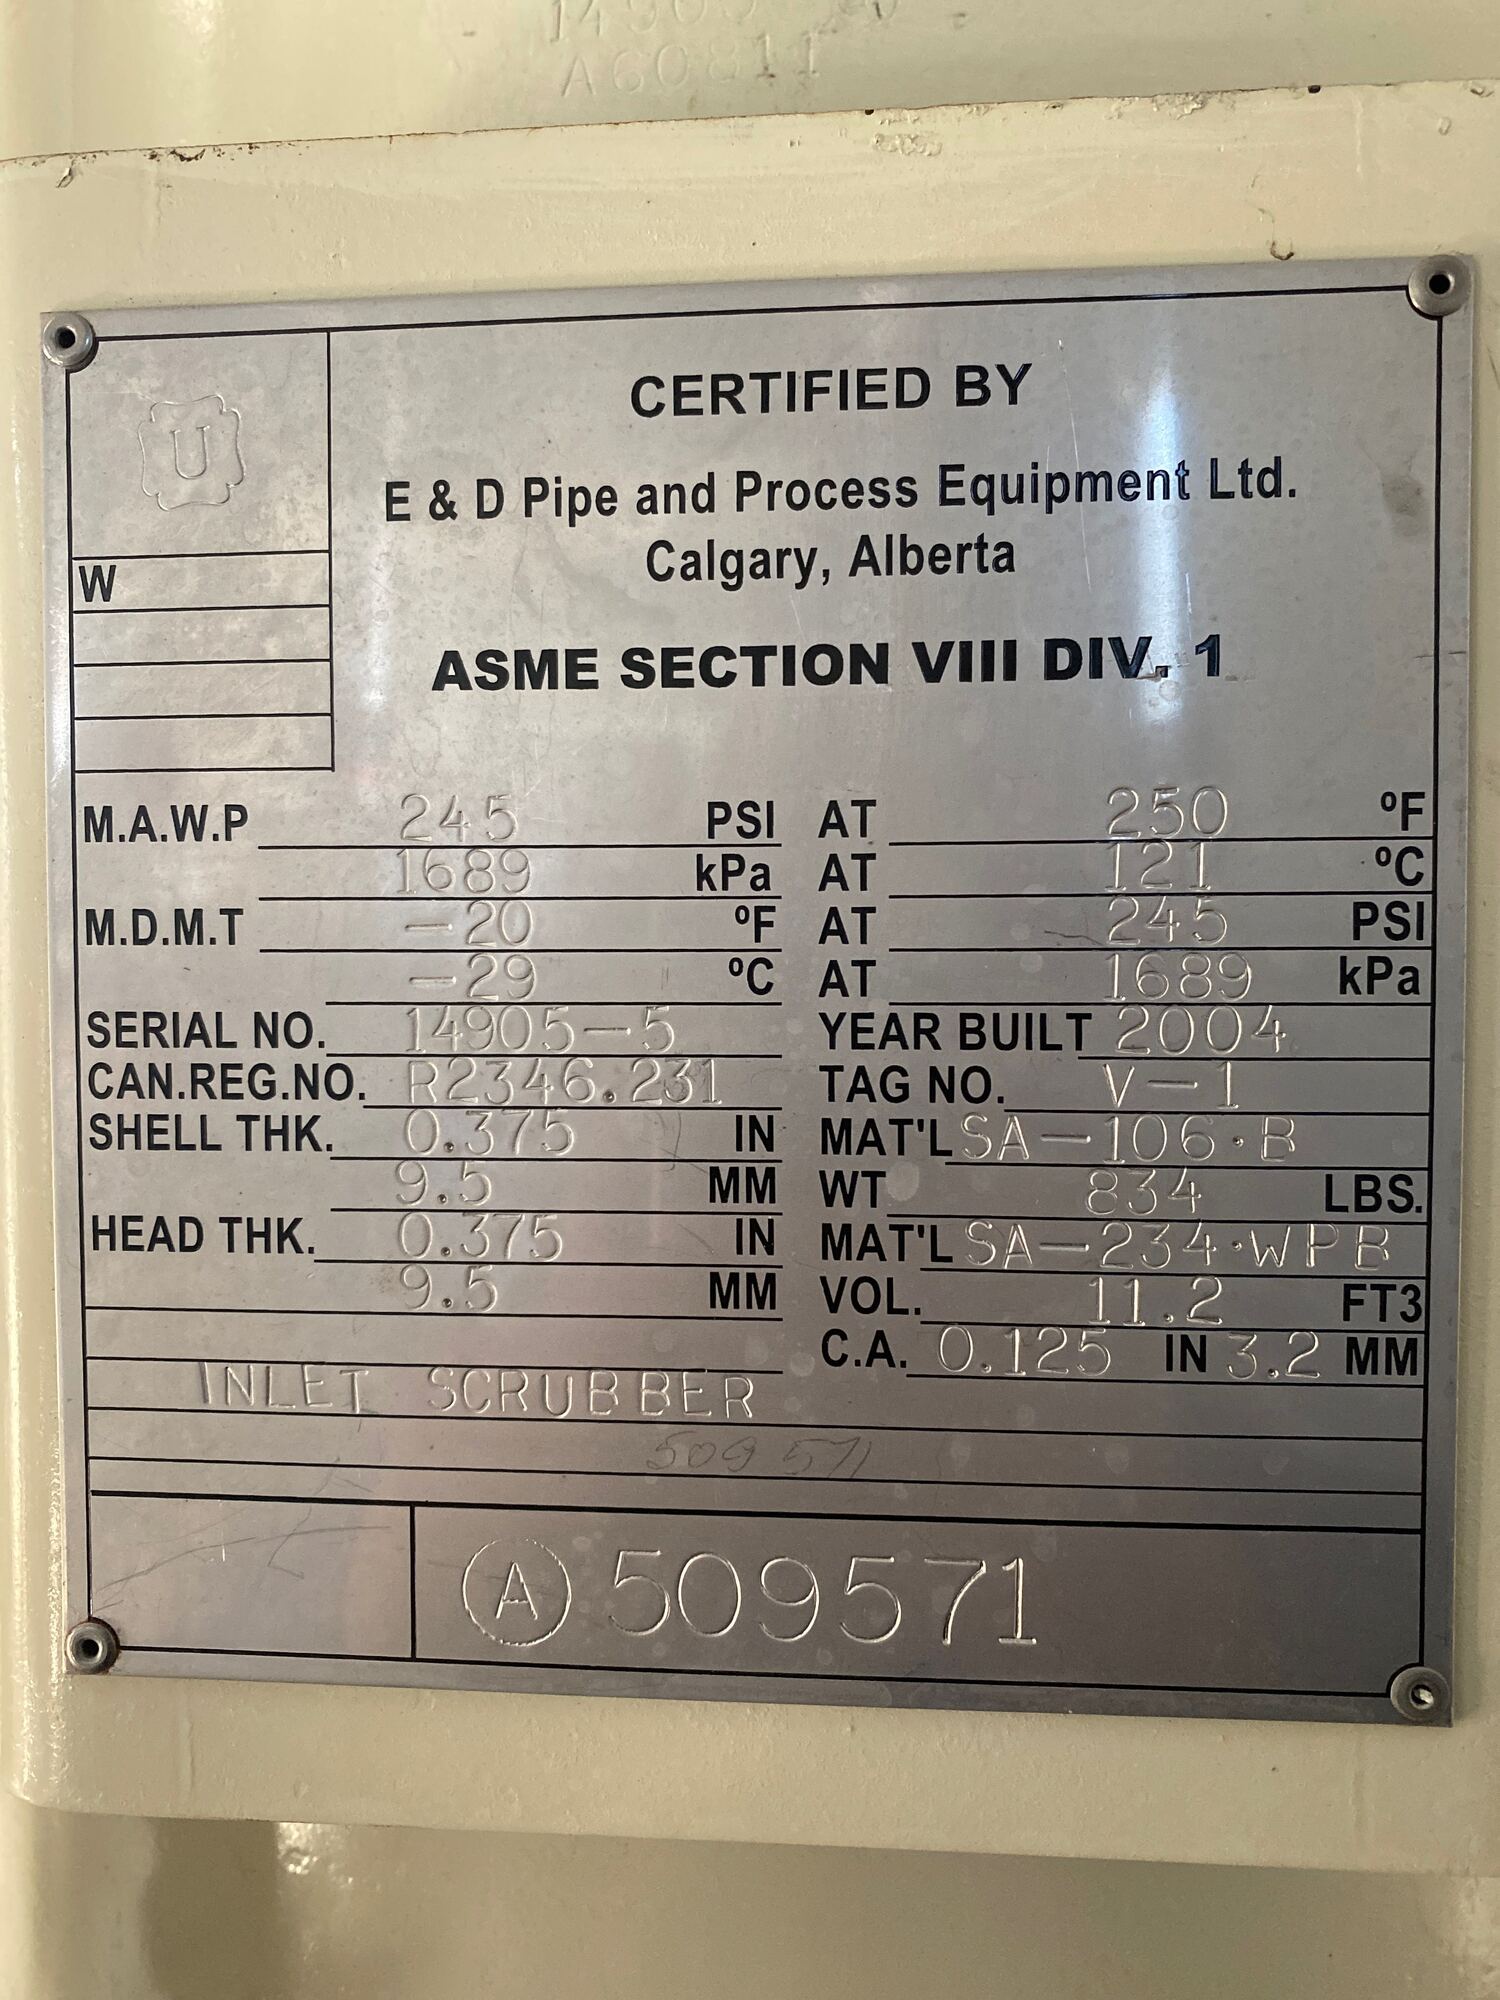 A60811
U
CERTIFIED BY
E & D Pipe and Process Equipment Ltd.
Calgary, Alberta
W
ASME SECTION VIII DIV. 1
M.A.W.P 245 PSI AT 250 ºF
1689 kPa AT 121 ºC
M.D.M.T -20 ºF AT 245 PSI
-29 ºC AT 1689 kPa
SERIAL NO. 14905-5 YEAR BUILT 2004
CAN.REG.NO. R2346.231 TAG NO. V-1
SHELL THK. 0.375 IN MAT'L SA-106·B
9.5 MM WT 834 LBS.
HEAD THK. 0.375 IN MAT'L SA-234·WPB
9.5 MM VOL. 11.2 FT3
C.A. 0.125 IN 3.2 MM
INLET SCRUBBER
509 571
A 509571